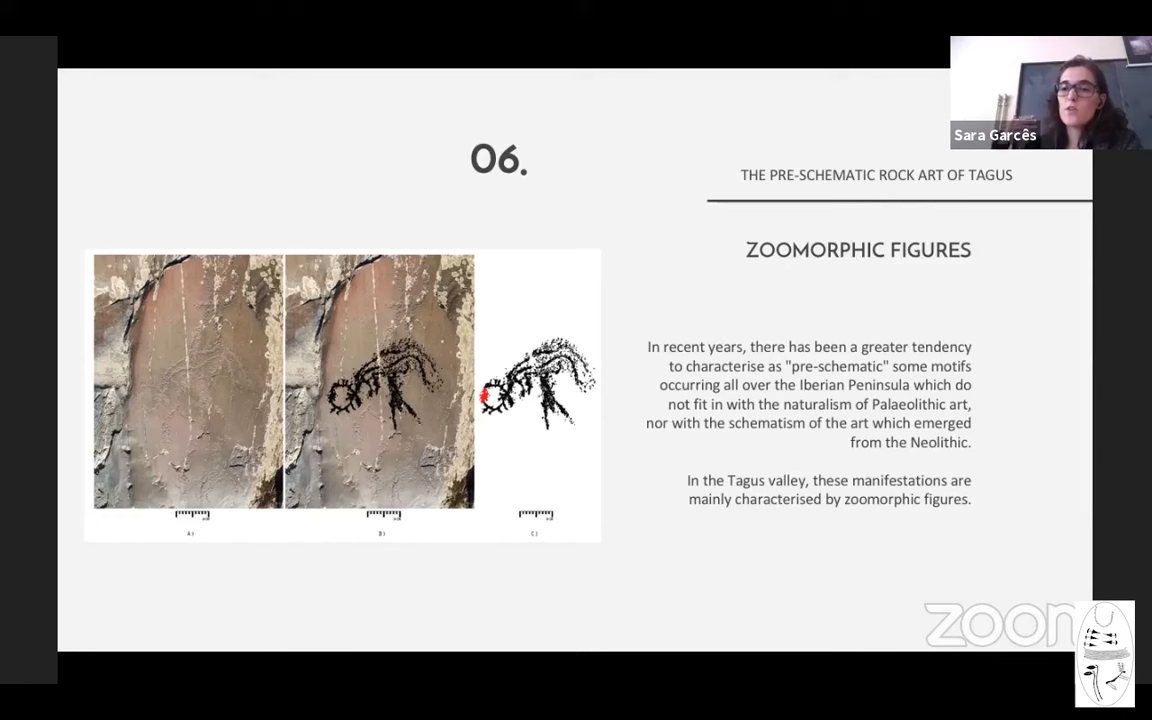 Sara Garcês
06.
THE PRE-SCHEMATIC ROCK ART OF TAGUS
ZOOMORPHIC FIGURES
In recent years, there has been a greater tendency
to characterise as "pre-schematic" some motifs
occurring all over the Iberian Peninsula which do
not fit in with the naturalism of Palaeolithic art,
nor with the schematism of the art which emerged
from the Neolithic.
In the Tagus valley, these manifestations are
mainly characterised by zoomorphic figures.
A)
B)
C)
zoom